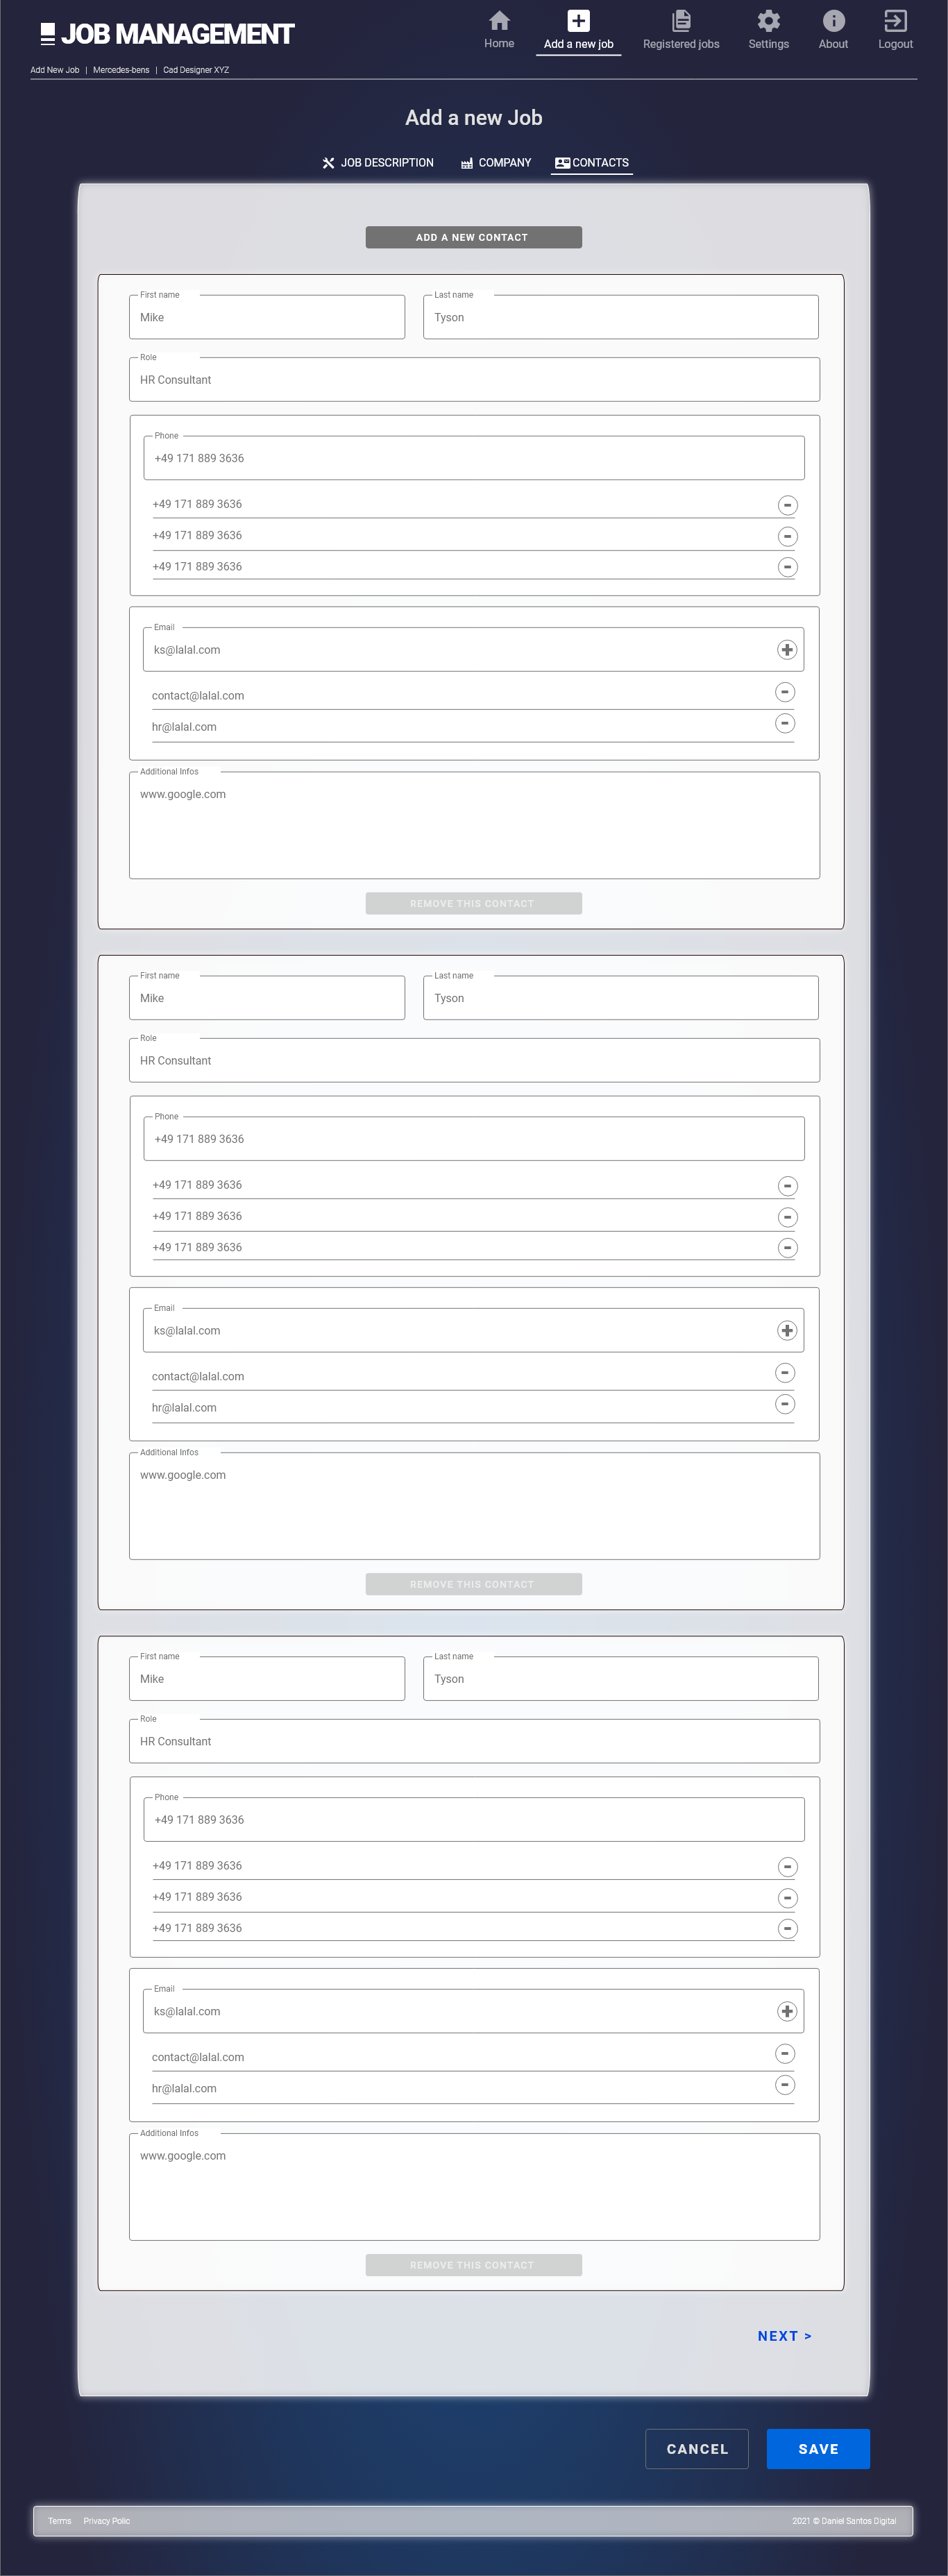 JOB MANAGEMENT
Home
Add a new job
Registered jobs
Settings
About
Logout
Add New Job | Mercedes-bens | Cad Designer XYZ
Add a new Job
JOB DESCRIPTION
COMPANY
CONTACTS
ADD A NEW CONTACT
First name
Mike
Last name
Tyson
Role
HR Consultant
Phone
+49 171 889 3636
+49 171 889 3636
+49 171 889 3636
+49 171 889 3636
Email
ks@lalal.com
contact@lalal.com
hr@lalal.com
Additional Infos
www.google.com
REMOVE THIS CONTACT
First name
Mike
Last name
Tyson
Role
HR Consultant
Phone
+49 171 889 3636
+49 171 889 3636
+49 171 889 3636
+49 171 889 3636
Email
ks@lalal.com
contact@lalal.com
hr@lalal.com
Additional Infos
www.google.com
REMOVE THIS CONTACT
First name
Mike
Last name
Tyson
Role
HR Consultant
Phone
+49 171 889 3636
+49 171 889 3636
+49 171 889 3636
+49 171 889 3636
Email
ks@lalal.com
contact@lalal.com
hr@lalal.com
Additional Infos
www.google.com
REMOVE THIS CONTACT
NEXT >
CANCEL
SAVE
Terms
Privacy Polic
2021 © Daniel Santos Digital